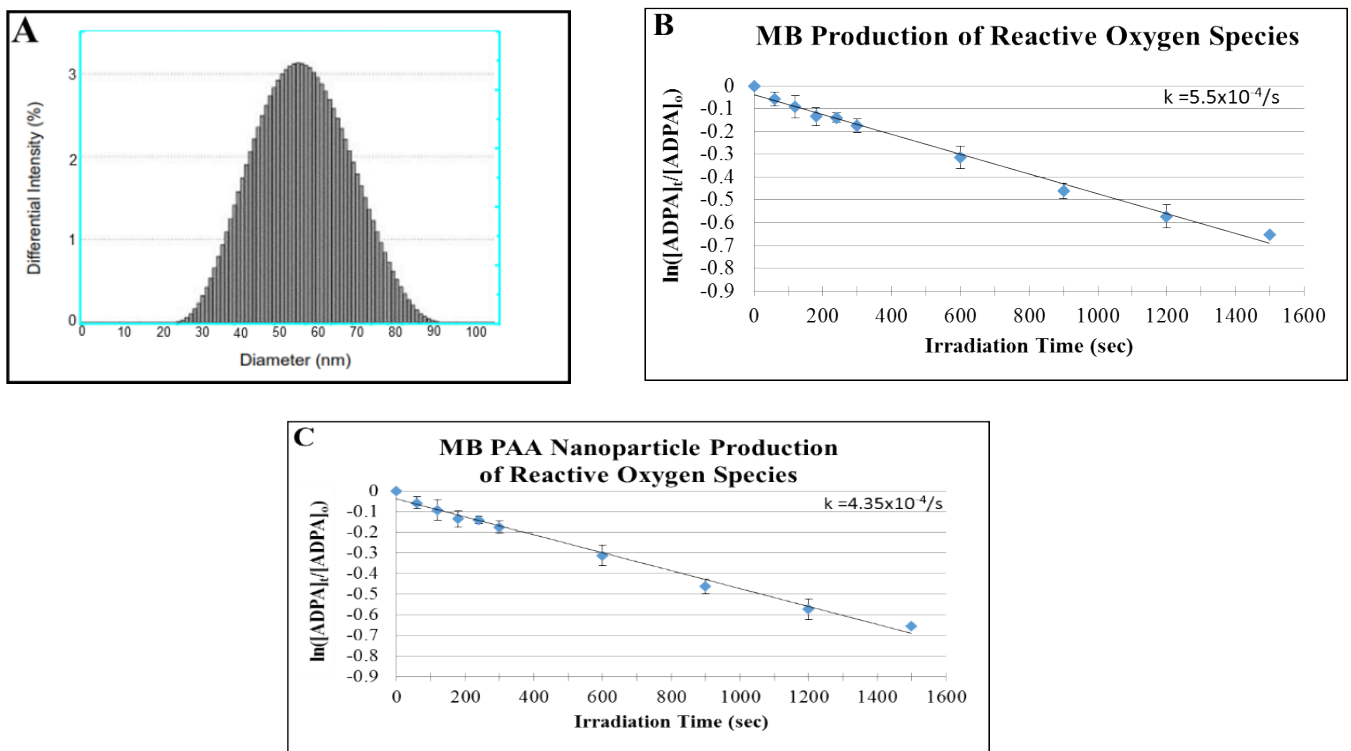 A
Differential Intensity (%)
3
2
1
0
0 10 20 30 40 50 60 70 80 90 100
Diameter (nm)
B
MB Production of Reactive Oxygen Species
k =5.5x10⁻⁴/s
ln([ADPA]ₜ/[ADPA]ₒ)
0
-0.1
-0.2
-0.3
-0.4
-0.5
-0.6
-0.7
-0.8
-0.9
0 200 400 600 800 1000 1200 1400 1600
Irradiation Time (sec)
C
MB PAA Nanoparticle Production
of Reactive Oxygen Species
k =4.35x10⁻⁴/s
ln([ADPA]ₜ/[ADPA]ₒ)
0
-0.1
-0.2
-0.3
-0.4
-0.5
-0.6
-0.7
-0.8
-0.9
0 200 400 600 800 1000 1200 1400 1600
Irradiation Time (sec)